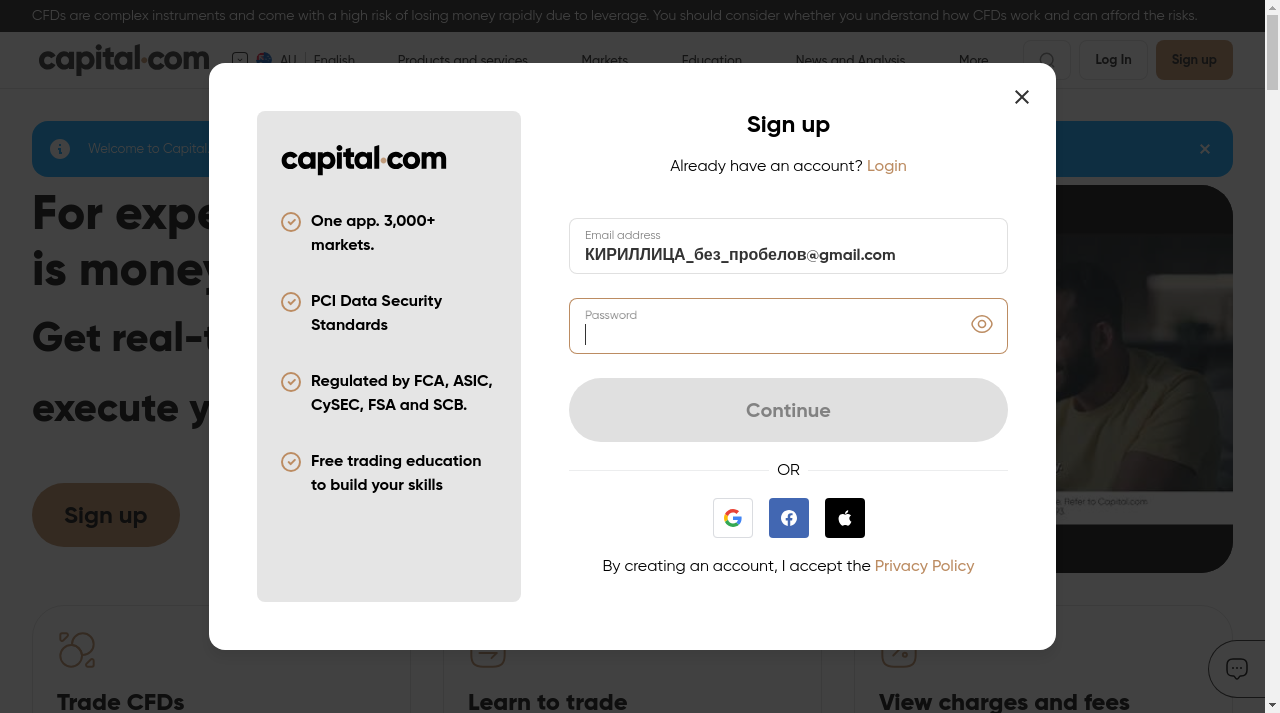 CFDs are complex instruments and come with a high risk of losing money rapidly due to leverage. You should consider whether you understand how CFDs work and can afford the risks.
capital.com AU English Products and services Markets Education News and Analysis More Log In Sign up
Welcome to Capital.
For expe
is money
Get real-t
execute y
Sign up
capital.com
One app. 3,000+
markets.
PCI Data Security
Standards
Regulated by FCA, ASIC,
CySEC, FSA and SCB.
Free trading education
to build your skills
Sign up
Already have an account? Login
Email address
КИРИЛЛИЦА_без_пробелов@gmail.com
Password
Continue
OR
By creating an account, I accept the Privacy Policy
Refer to Capital.com
Trade CFDs
Learn to trade
View charges and fees